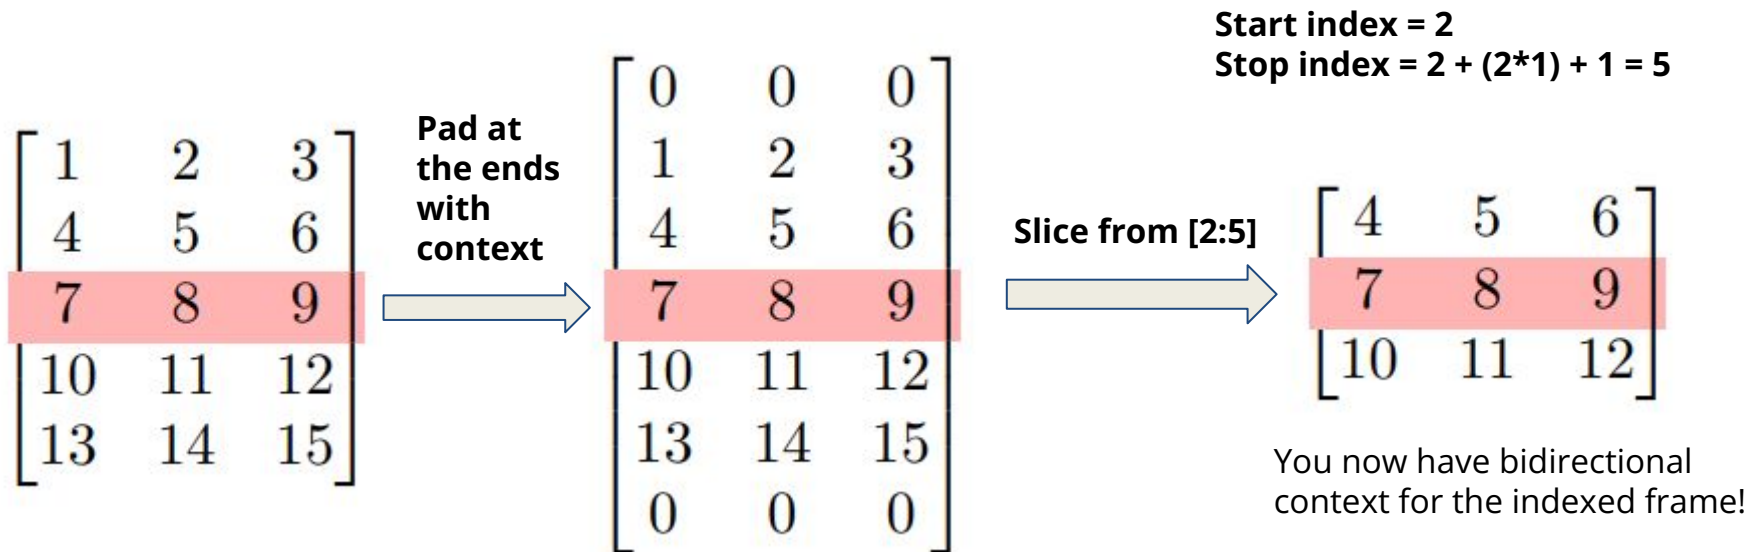 Start index = 2
Stop index = 2 + (2*1) + 1 = 5
1 2 3
4 5 6
7 8 9
10 11 12
13 14 15
Pad at
the ends
with
context
0 0 0
1 2 3
4 5 6
7 8 9
10 11 12
13 14 15
0 0 0
Slice from [2:5]
4 5 6
7 8 9
10 11 12
You now have bidirectional
context for the indexed frame!